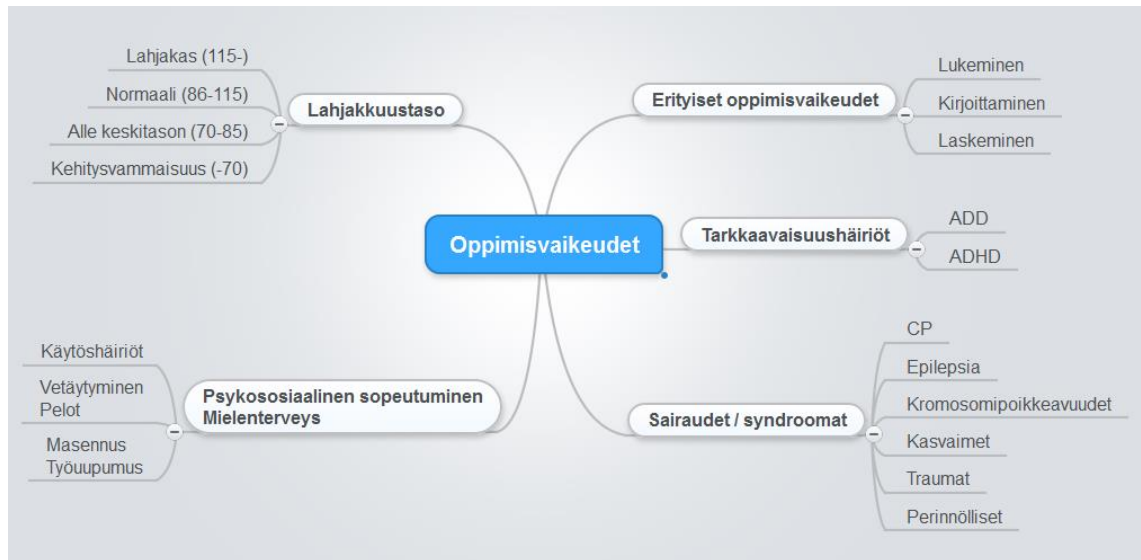 Oppimisvaikeudet
Lahjakkuustaso
Lahjakas (115-)
Normaali (86-115)
Alle keskitason (70-85)
Kehitysvammaisuus (-70)
Erityiset oppimisvaikeudet
Lukeminen
Kirjoittaminen
Laskeminen
Tarkkaavaisuushäiriöt
ADD
ADHD
Psykososiaalinen sopeutuminen
Mielenterveys
Käytöshäiriöt
Vetäytyminen
Pelot
Masennus
Työuupumus
Sairaudet / syndroomat
CP
Epilepsia
Kromosomipoikkeavuudet
Kasvaimet
Traumat
Perinnölliset